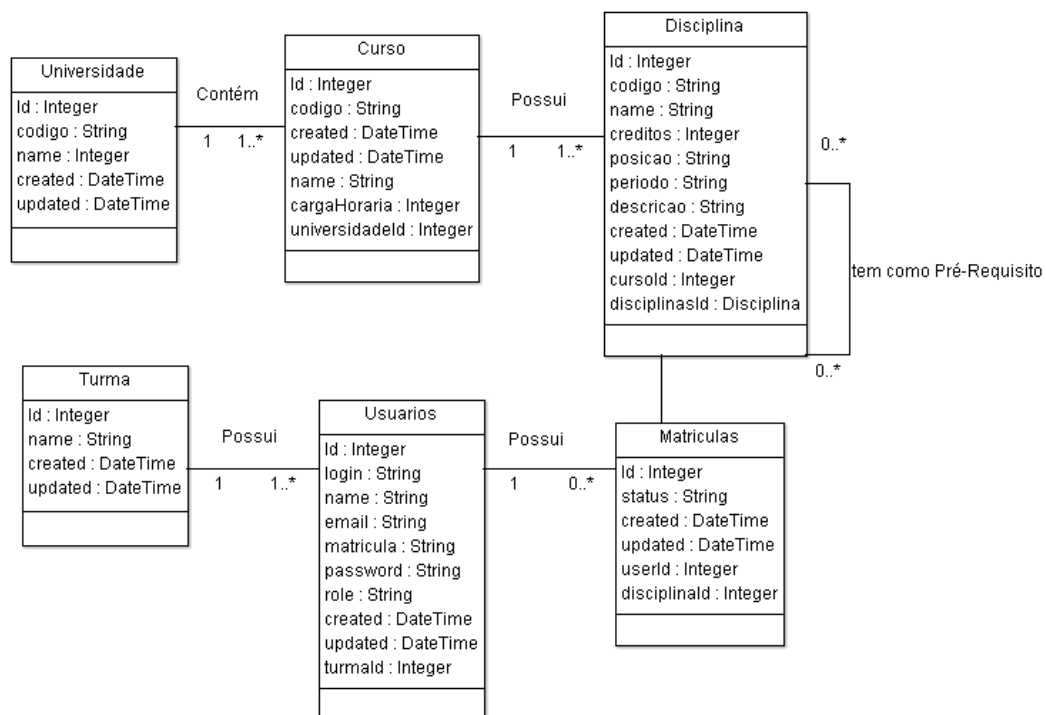 Universidade
Id : Integer
codigo : String
name : Integer
created : DateTime
updated : DateTime
Contém
1
1..*
Curso
Id : Integer
codigo : String
created : DateTime
updated : DateTime
name : String
cargaHoraria : Integer
universidadeId : Integer
Possui
1
1..*
Disciplina
Id : Integer
codigo : String
name : String
creditos : Integer
posicao : String
periodo : String
descricao : String
created : DateTime
updated : DateTime
cursoId : Integer
disciplinasId : Disciplina
0..*
tem como Pré-Requisito
0..*
Turma
Id : Integer
name : String
created : DateTime
updated : DateTime
Possui
1
1..*
Usuarios
Id : Integer
login : String
name : String
email : String
matricula : String
password : String
role : String
created : DateTime
updated : DateTime
turmaId : Integer
Possui
1
0..*
Matriculas
Id : Integer
status : String
created : DateTime
updated : DateTime
userId : Integer
disciplinaId : Integer